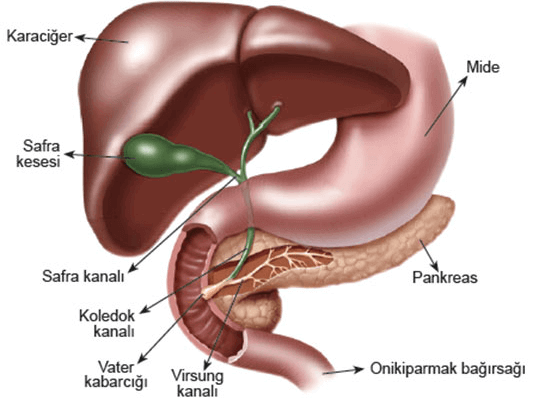 Karaciğer
Mide
Safra
kesesi
Safra kanalı
Pankreas
Koledok
kanalı
Vater
kabarcığı
Virsung
kanalı
Onikiparmak bağırsağı